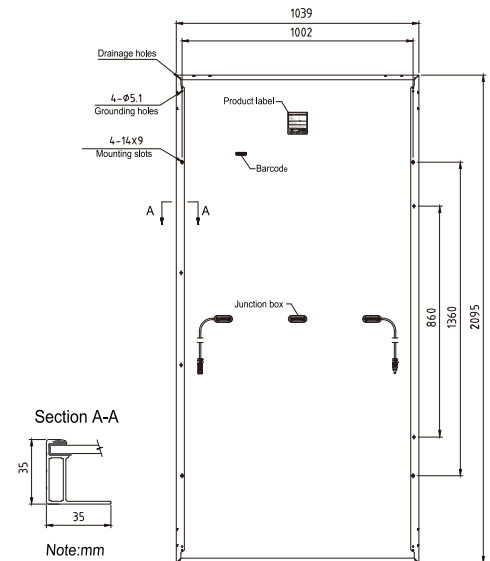 1039
1002
Drainage holes
4-Ø5.1
Grounding holes
Product label
4-14x9
Mounting slots
Barcode
A
A
Junction box
860
1360
2095
Section A-A
35
35
Note:mm